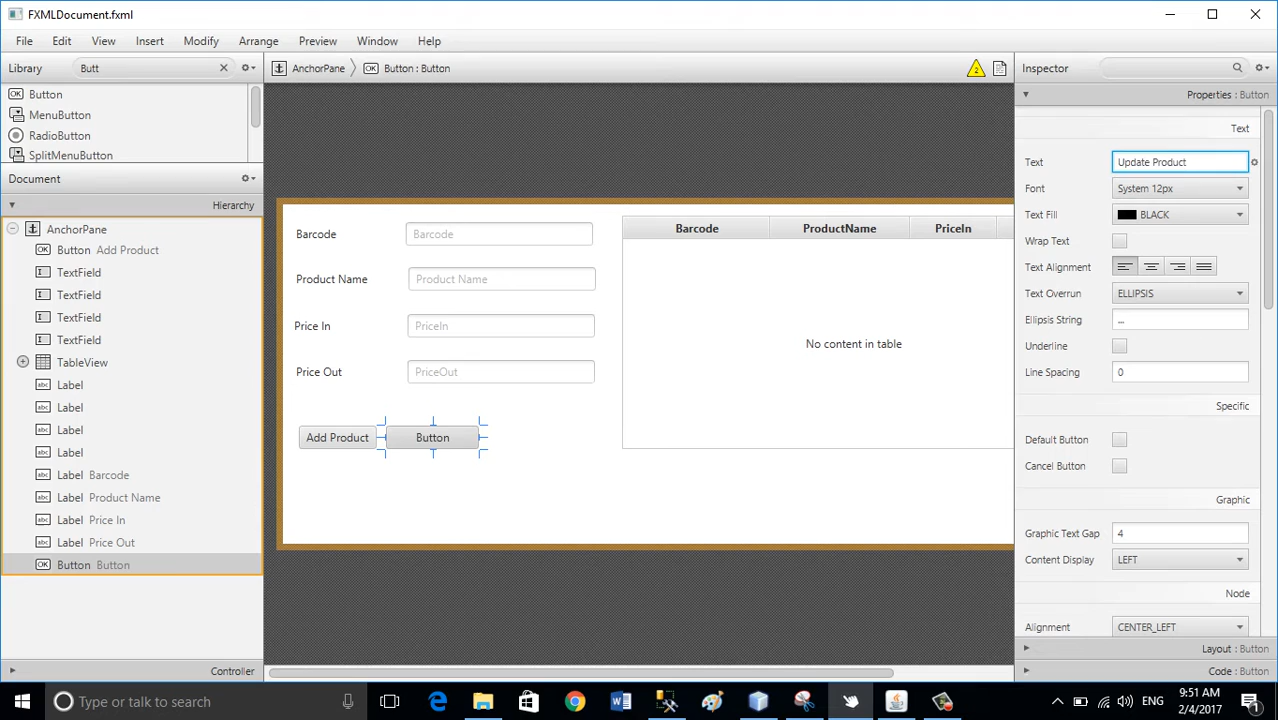 FXMLDocument.fxml
File Edit View Insert Modify Arrange Preview Window Help
Library Butt
AnchorPane Button : Button
2
Inspector
Button
MenuButton
RadioButton
SplitMenuButton
Document
Hierarchy
AnchorPane
Button Add Product
TextField
TextField
TextField
TextField
TableView
Label
Label
Label
Label
Label Barcode
Label Product Name
Label Price In
Label Price Out
Button Button
Controller
Barcode Barcode
Product Name Product Name
Price In PriceIn
Price Out PriceOut
Add Product Button
Barcode ProductName PriceIn
No content in table
Properties : Button
Text
Text Update Product
Font System 12px
Text Fill BLACK
Wrap Text
Text Alignment
Text Overrun ELLIPSIS
Ellipsis String ...
Underline
Line Spacing 0
Specific
Default Button
Cancel Button
Graphic
Graphic Text Gap 4
Content Display LEFT
Node
Alignment CENTER_LEFT
Layout : Button
Code : Button
Type or talk to search
ENG
9:51 AM
2/4/2017
1